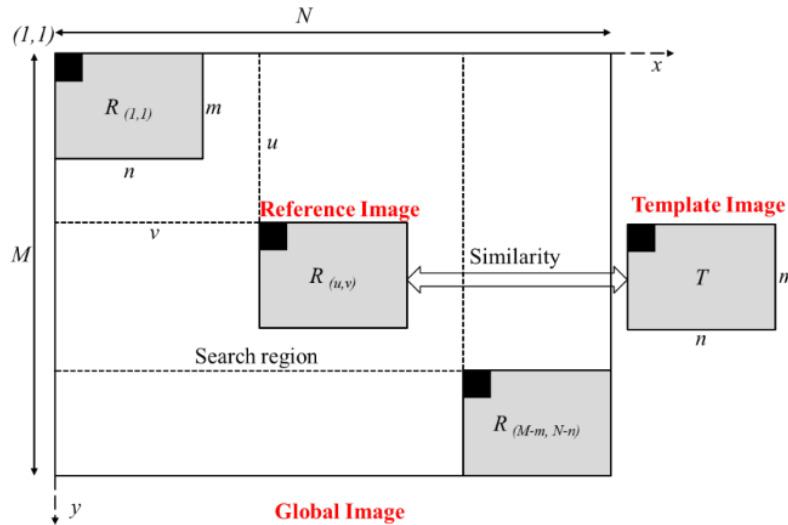 N
(1,1)
x
R (1,1)
m
n
u
Reference Image
Template Image
v
M
R (u,v)
Similarity
T
m
n
Search region
R (M-m, N-n)
y
Global Image